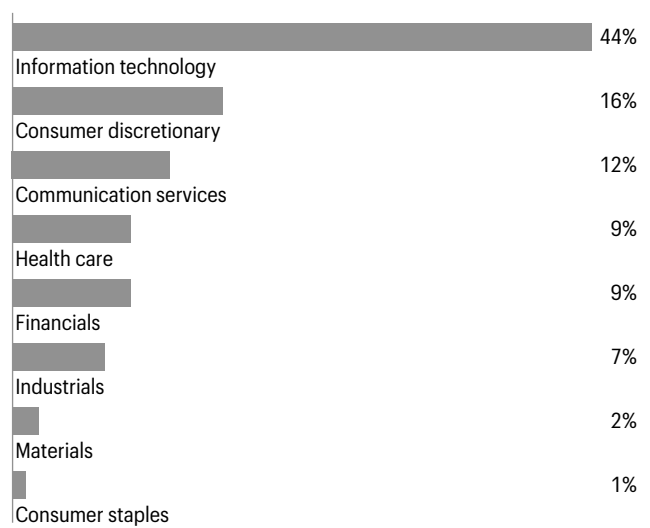 44%
Information technology
16%
Consumer discretionary
12%
Communication services
9%
Health care
9%
Financials
7%
Industrials
2%
Materials
1%
Consumer staples